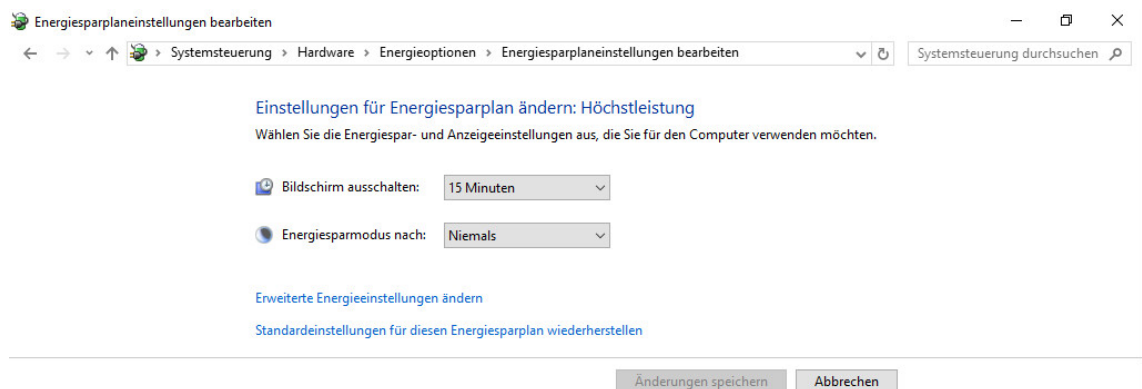 Energiesparplaneinstellungen bearbeiten
Systemsteuerung > Hardware > Energieoptionen > Energiesparplaneinstellungen bearbeiten
Systemsteuerung durchsuchen
Einstellungen für Energiesparplan ändern: Höchstleistung
Wählen Sie die Energiespar- und Anzeigeeinstellungen aus, die Sie für den Computer verwenden möchten.
Bildschirm ausschalten: 15 Minuten
Energiesparmodus nach: Niemals
Erweiterte Energieeinstellungen ändern
Standardeinstellungen für diesen Energiesparplan wiederherstellen
Änderungen speichern Abbrechen